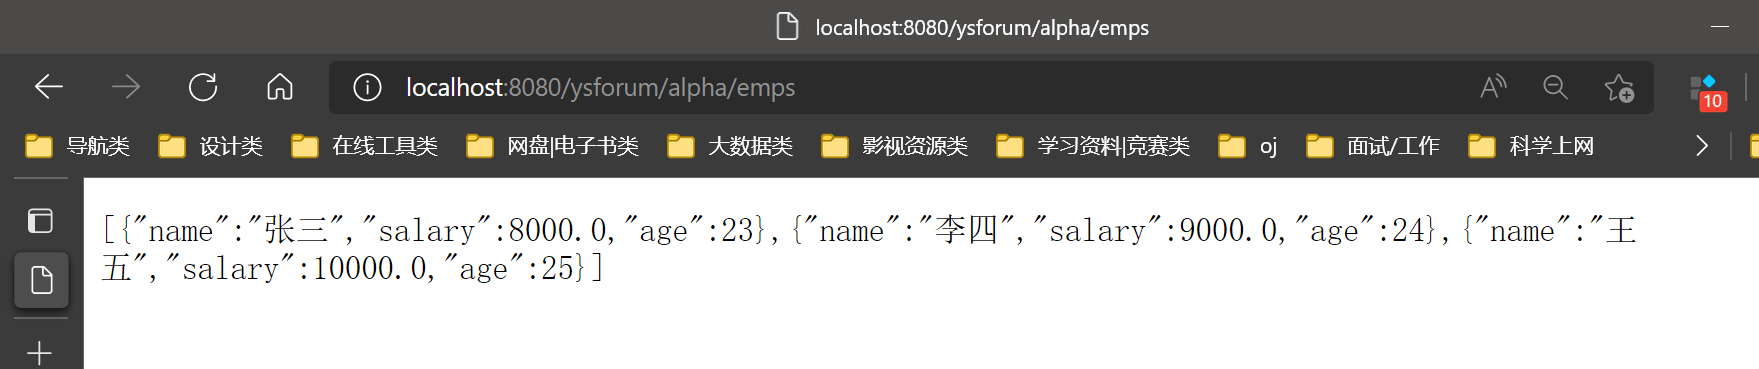 localhost:8080/ysforum/alpha/emps
localhost:8080/ysforum/alpha/emps
10
导航类 设计类 在线工具类 网盘|电子书类 大数据类 影视资源类 学习资料|竞赛类 oj 面试/工作 科学上网
[{"name":"张三","salary":8000.0,"age":23},{"name":"李四","salary":9000.0,"age":24},{"name":"王
五","salary":10000.0,"age":25}]